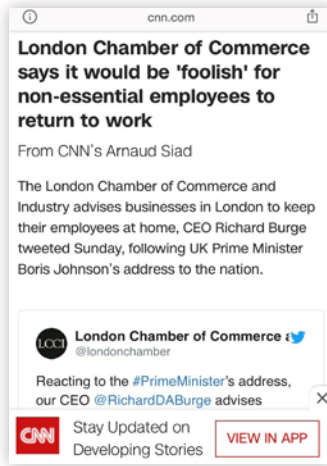 cnn.com
London Chamber of Commerce
says it would be 'foolish' for
non-essential employees to
return to work
From CNN's Arnaud Siad
The London Chamber of Commerce and
Industry advises businesses in London to keep
their employees at home, CEO Richard Burge
tweeted Sunday, following UK Prime Minister
Boris Johnson's address to the nation.
LCCI
London Chamber of Commerce
@londonchamber
Reacting to the #PrimeMinister's address,
our CEO @RichardDABurge advises
CNN
Stay Updated on
Developing Stories
VIEW IN APP